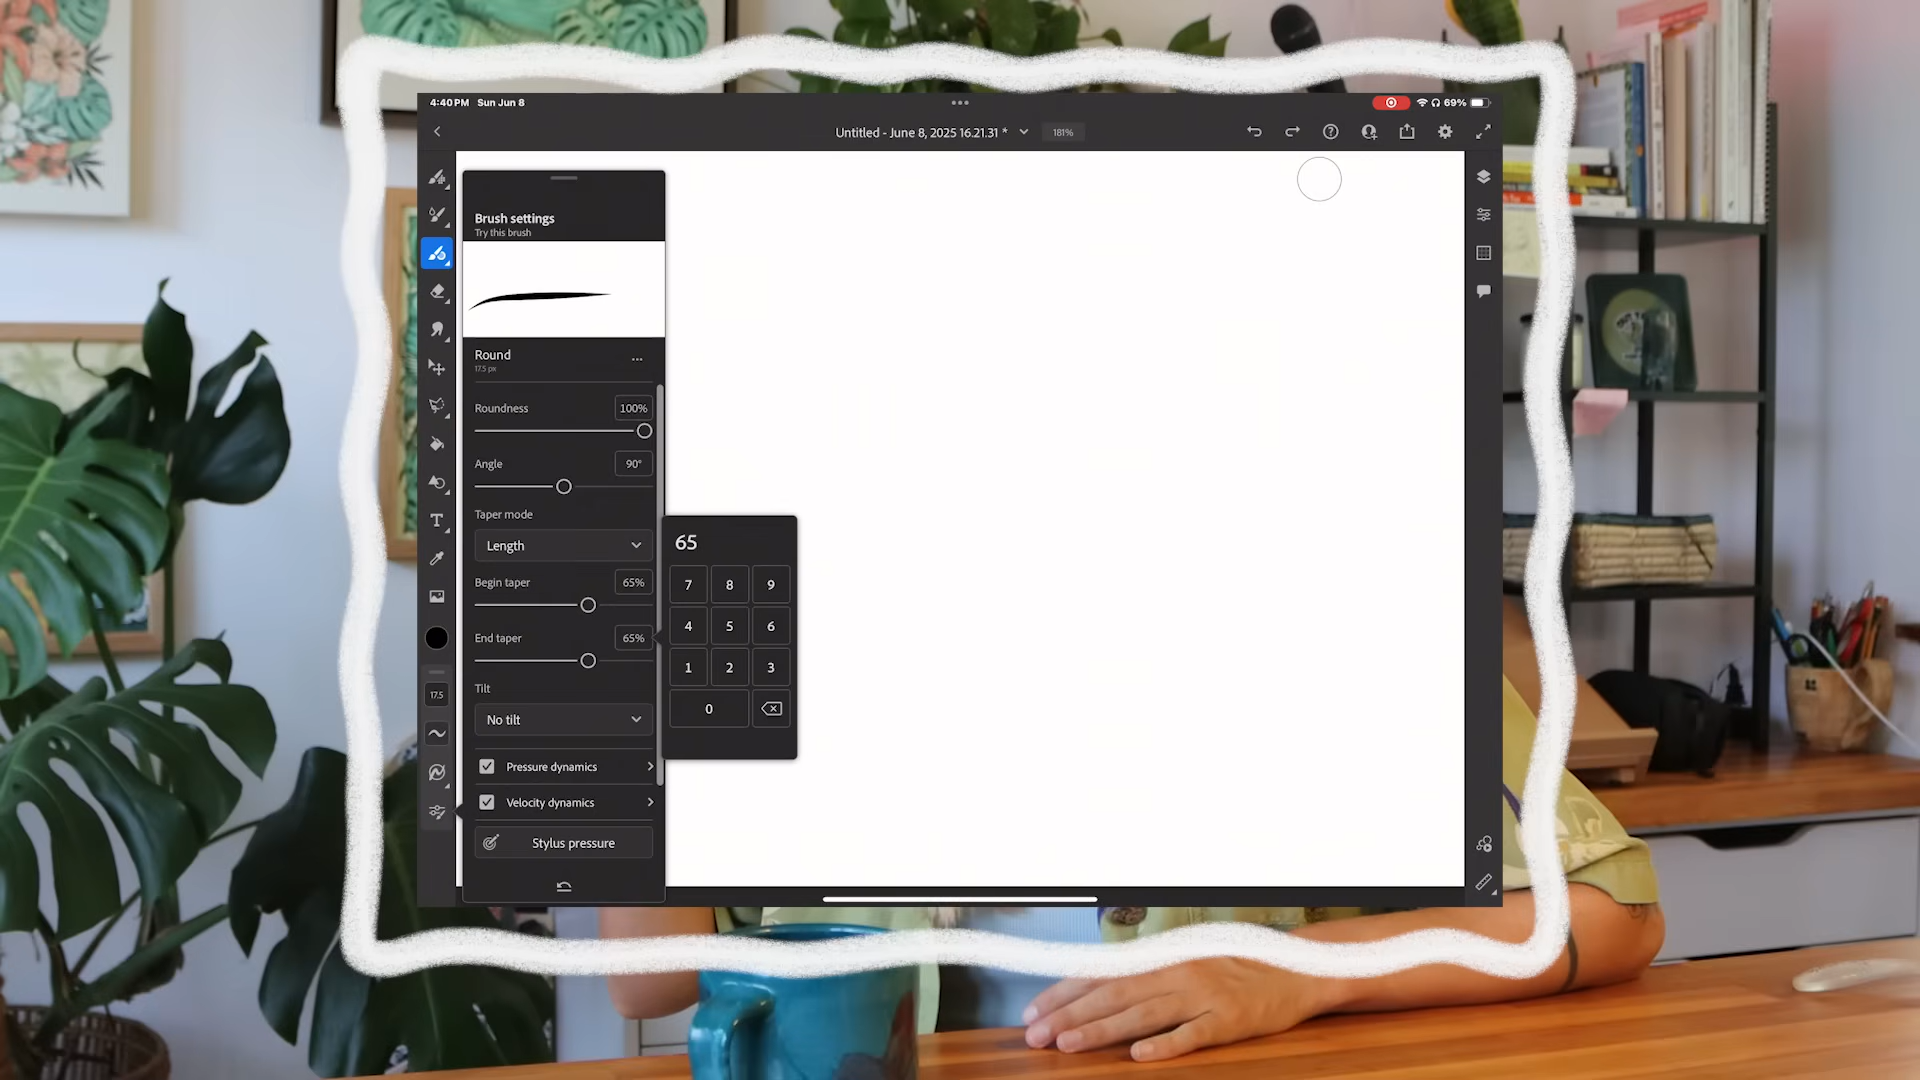 4:40 PM Sun Jun 8
69%
Untitled - June 8, 2025 16.21.31 *
181%
Brush settings
Try this brush
Round
17.5 px
Roundness 100%
Angle 90°
Taper mode
Length
65
Begin taper 65%
7 8 9
4 5 6
End taper 65%
1 2 3
Tilt
17.5
0
No tilt
Pressure dynamics
Velocity dynamics
Stylus pressure